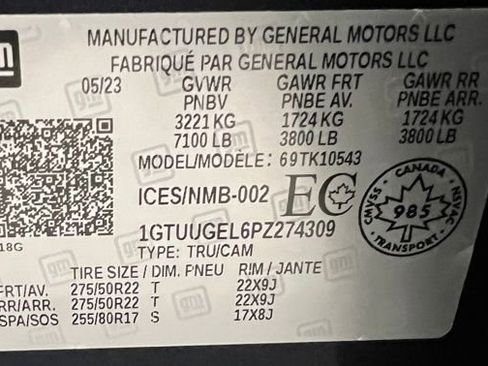 gm
MANUFACTURED BY GENERAL MOTORS LLC
FABRIQUÉ PAR GENERAL MOTORS LLC
05/23 GVWR GAWR FRT GAWR RR
PNBV PNBE AV. PNBE ARR.
3221 KG 1724 KG 1724 KG
7100 LB 3800 LB 3800 LB
MODEL/MODÈLE: 69TK10543
ICES/NMB-002 EC
CANADA
985
NSVAC
SVMSS
18G
1GTUUGEL6PZ274309
TYPE: TRU/CAM
TIRE SIZE / DIM. PNEU RIM / JANTE
FRT/AV. 275/50R22 T 22X9J
RR/ARR. 275/50R22 T 22X9J
SPA/SOS 255/80R17 S 17X8J